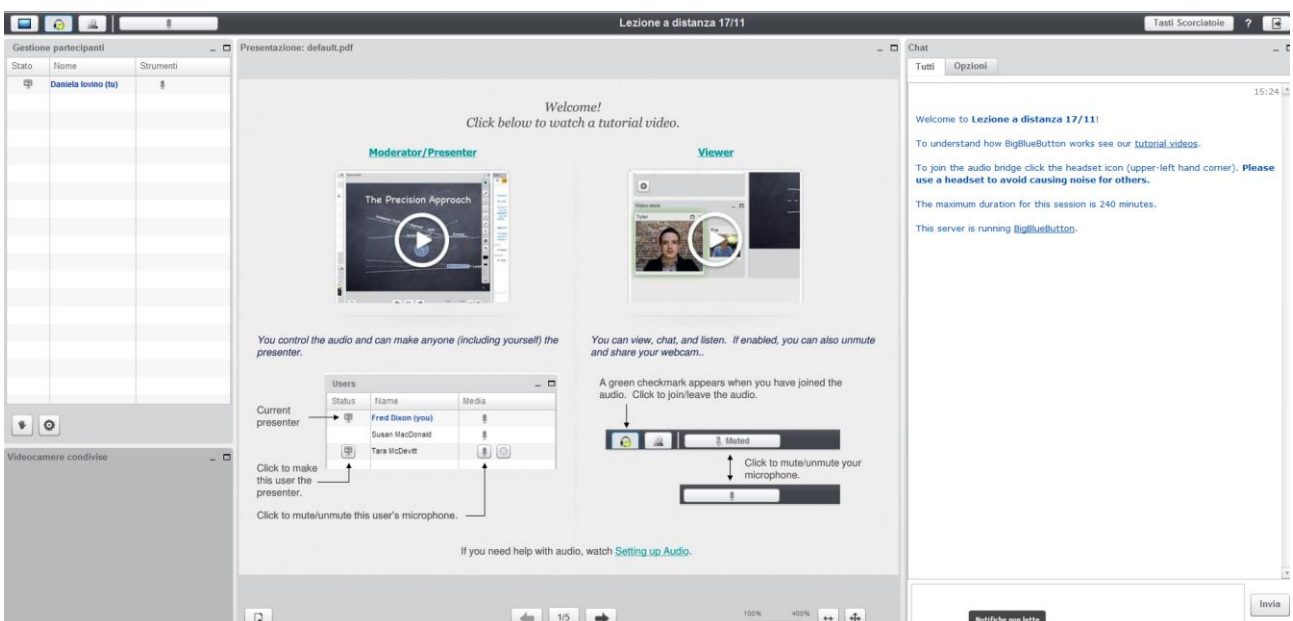 Lezione a distanza 17/11
Tasti Scorciatoie
?
Gestione partecipanti
Stato Nome Strumenti
Daniela Iovino (tu)
Videocamere condivise
Presentazione: default.pdf
Welcome!
Click below to watch a tutorial video.
Moderator/Presenter
The Precision Approach
You control the audio and can make anyone (including yourself) the
presenter.
Users
Status Name Media
Fred Dixon (you)
Susan MacDonald
Tara McDevitt
Current
presenter
Click to make
this user the
presenter.
Click to mute/unmute this user's microphone.
Viewer
Video dock
Tyler
You can view, chat, and listen. If enabled, you can also unmute
and share your webcam..
A green checkmark appears when you have joined the
audio. Click to join/leave the audio.
Muted
Click to mute/unmute your
microphone.
If you need help with audio, watch Setting up Audio.
1/5
100% 400%
Chat
Tutti Opzioni
15:24
Welcome to Lezione a distanza 17/11!
To understand how BigBlueButton works see our tutorial videos.
To join the audio bridge click the headset icon (upper-left hand corner). Please
use a headset to avoid causing noise for others.
The maximum duration for this session is 240 minutes.
This server is running BigBlueButton.
Invia
Notifiche non lette